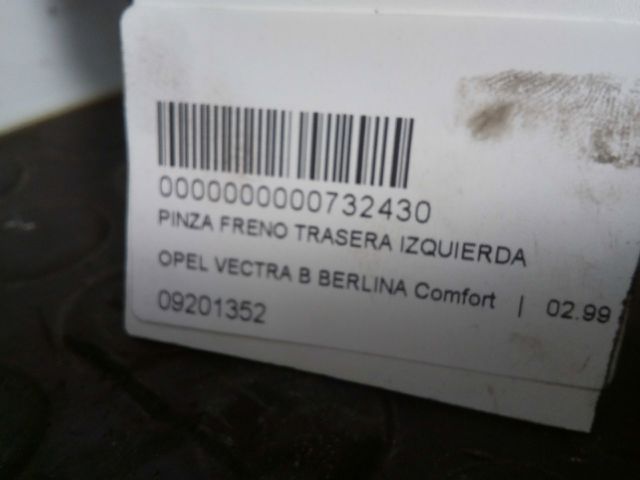 0000000000732430
PINZA FRENO TRASERA IZQUIERDA
OPEL VECTRA B BERLINA Comfort | 02.99
09201352